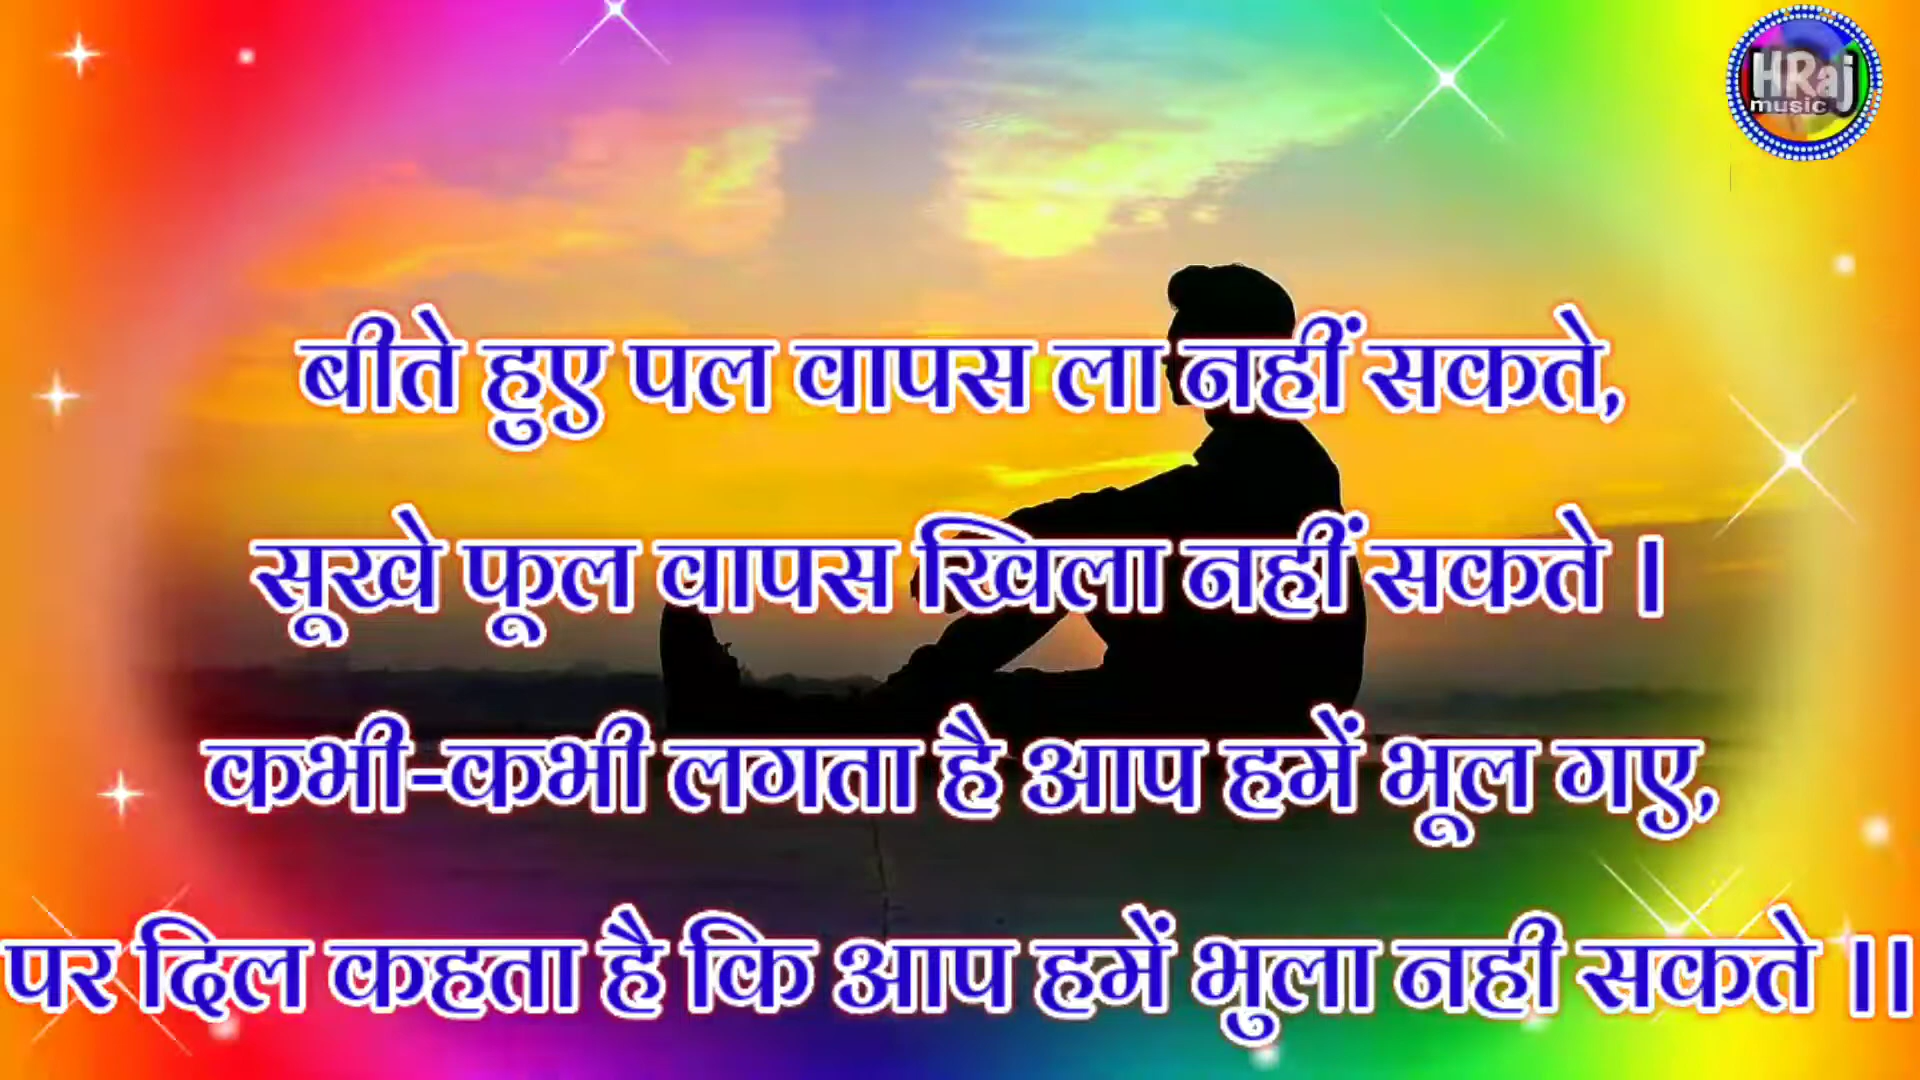 HRaj
music
बीते हुए पल वापस ला नहीं सकते,
सूखे फूल वापस खिला नहीं सकते ।
कभी-कभी लगता है आप हमें भूल गए,
पर दिल कहता है कि आप हमें भुला नही सकते ।।